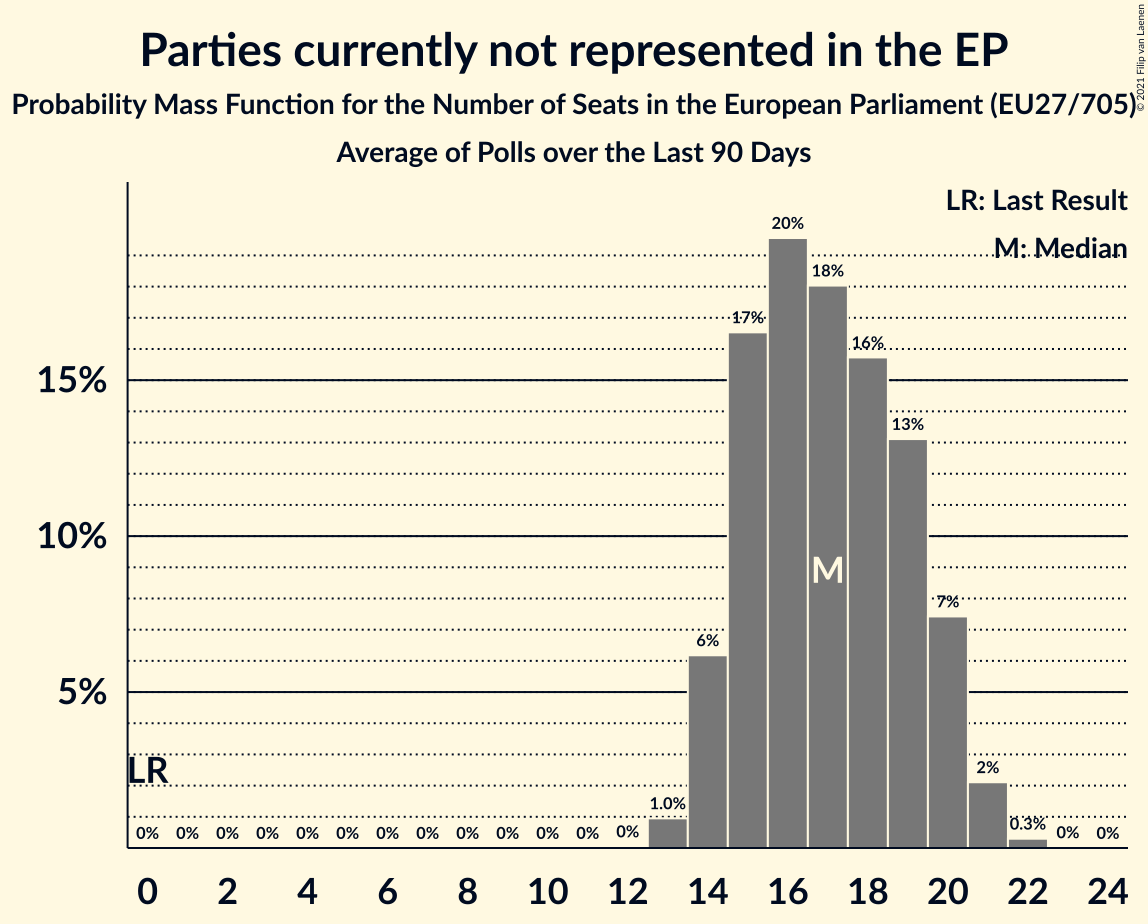 Parties currently not represented in the EP
Probability Mass Function for the Number of Seats in the European Parliament (EU27/705)
Average of Polls over the Last 90 Days
© 2021 Filip van Laenen
LR: Last Result
M: Median
20%
18%
17%
16%
15%
13%
10%
M
7%
6%
5%
LR
2%
1.0%
0.3%
0% 0% 0% 0% 0% 0% 0% 0% 0% 0% 0% 0% 0% 0% 0%
0 2 4 6 8 10 12 14 16 18 20 22 24